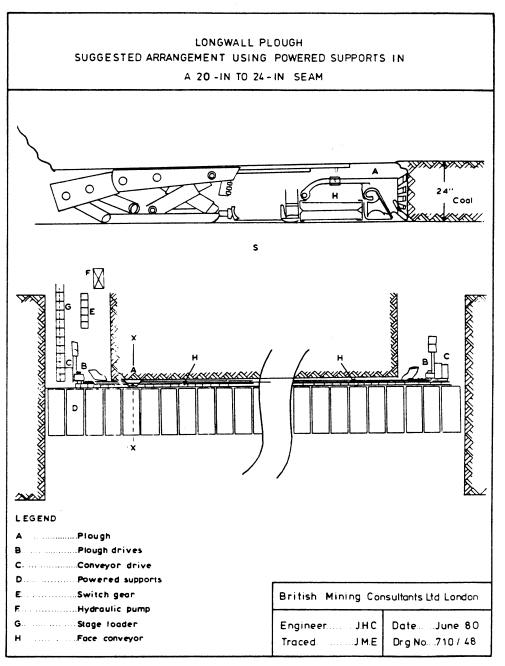 LONGWALL PLOUGH
SUGGESTED ARRANGEMENT USING POWERED SUPPORTS IN
A 20-IN TO 24-IN SEAM
A
H
24"
Coal
S
F
G
E
C
B
X
A
H
H
B
C
D
X
LEGEND
A ........ Plough
B ........ Plough drives
C ........ Conveyor drive
D ........ Powered supports
E ........ Switch gear
F ........ Hydraulic pump
G ........ Stage loader
H ........ Face conveyor
British Mining Consultants Ltd London
Engineer...... JHC
Traced ...... JME
Date.... June 80
Drg No. 710/48